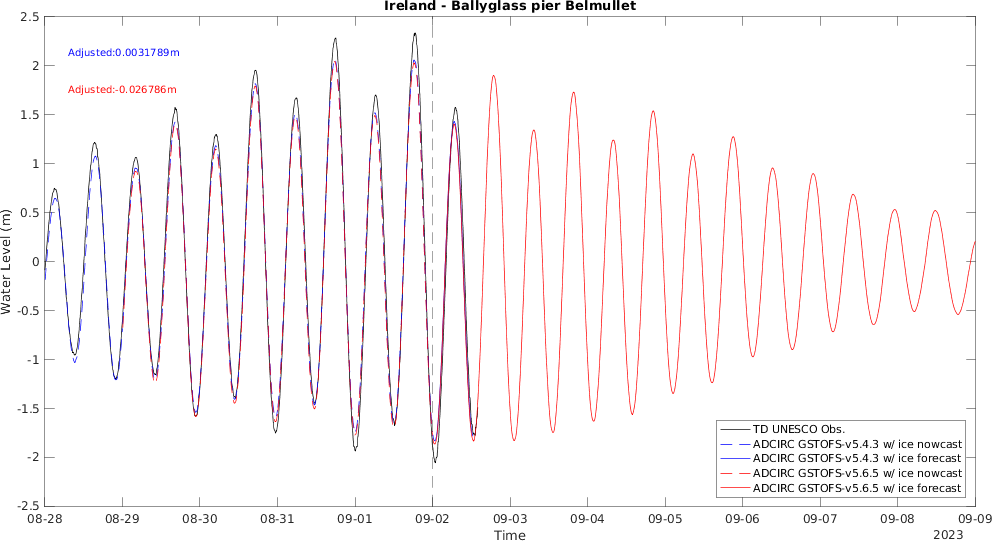 Ireland - Ballyglass pier Belmullet
Adjusted:0.0031789m
Adjusted:-0.026786m
Water Level (m)
2.5
2
1.5
1
0.5
0
-0.5
-1
-1.5
-2
-2.5
TD UNESCO Obs.
ADCIRC GSTOFS-v5.4.3 w/ ice nowcast
ADCIRC GSTOFS-v5.4.3 w/ ice forecast
ADCIRC GSTOFS-v5.6.5 w/ ice nowcast
ADCIRC GSTOFS-v5.6.5 w/ ice forecast
08-28 08-29 08-30 08-31 09-01 09-02 09-03 09-04 09-05 09-06 09-07 09-08 09-09
Time
2023